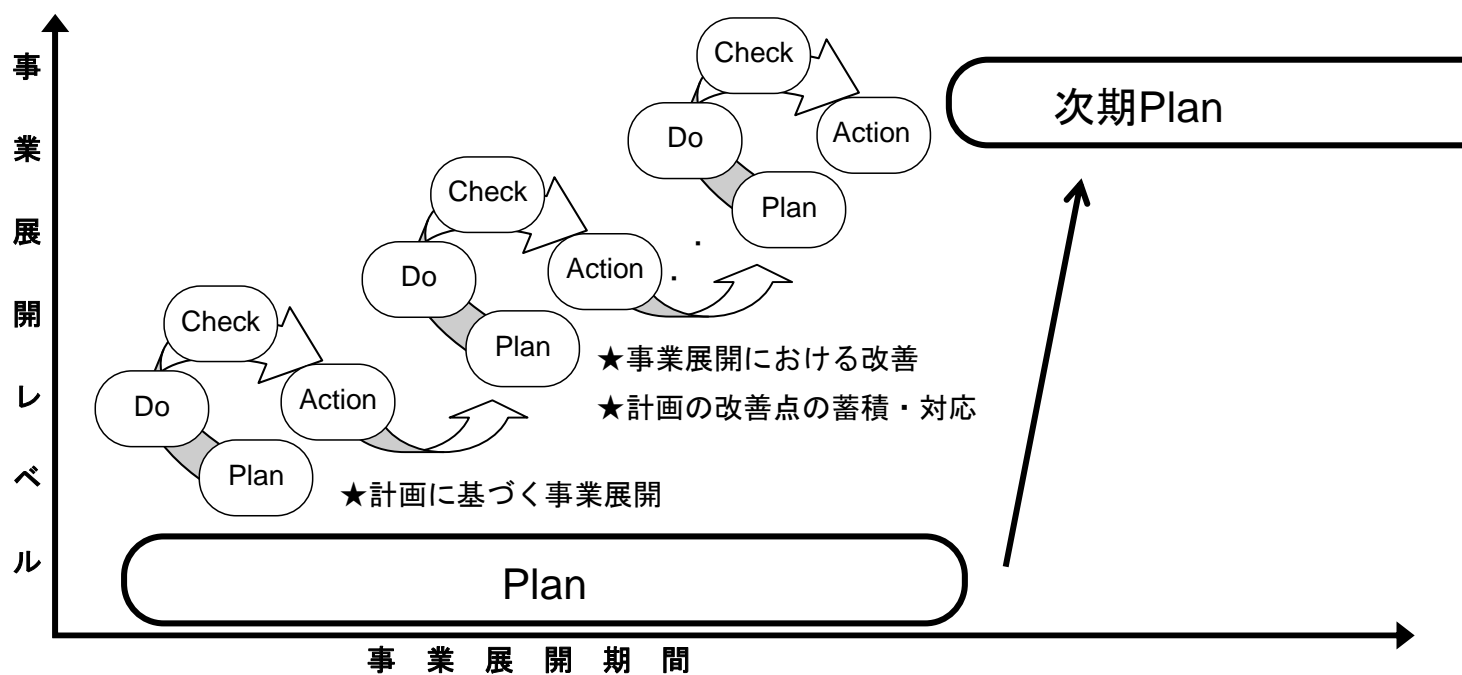 事業展開レベル
Check
次期Plan
Do
Action
Plan
Check
Do
Action
Plan
Check
Do
Action
Plan
★事業展開における改善
★計画の改善点の蓄積・対応
★計画に基づく事業展開
Plan
事業展開期間